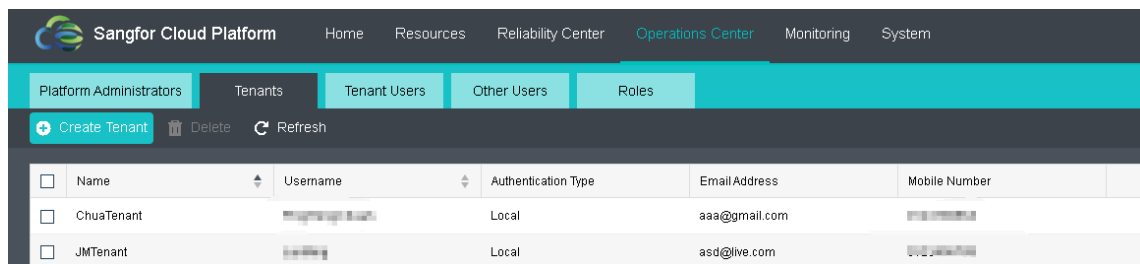 Sangfor Cloud Platform Home Resources Reliability Center Operations Center Monitoring System
Platform Administrators Tenants Tenant Users Other Users Roles
Create Tenant Delete Refresh
Name Username Authentication Type Email Address Mobile Number
ChuaTenant Local aaa@gmail.com
JMTenant Local asd@live.com